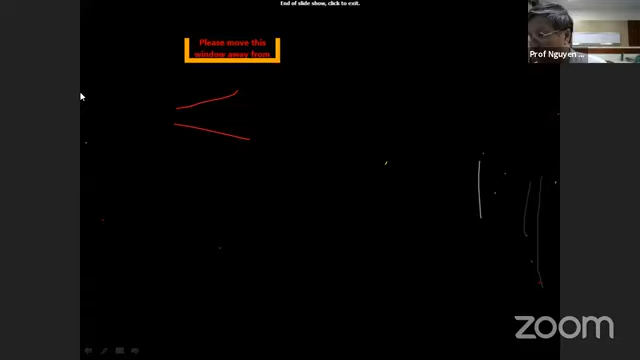 End of slide show, click to exit.
Please move this
window away from
Prof Nguyen ...
zoom